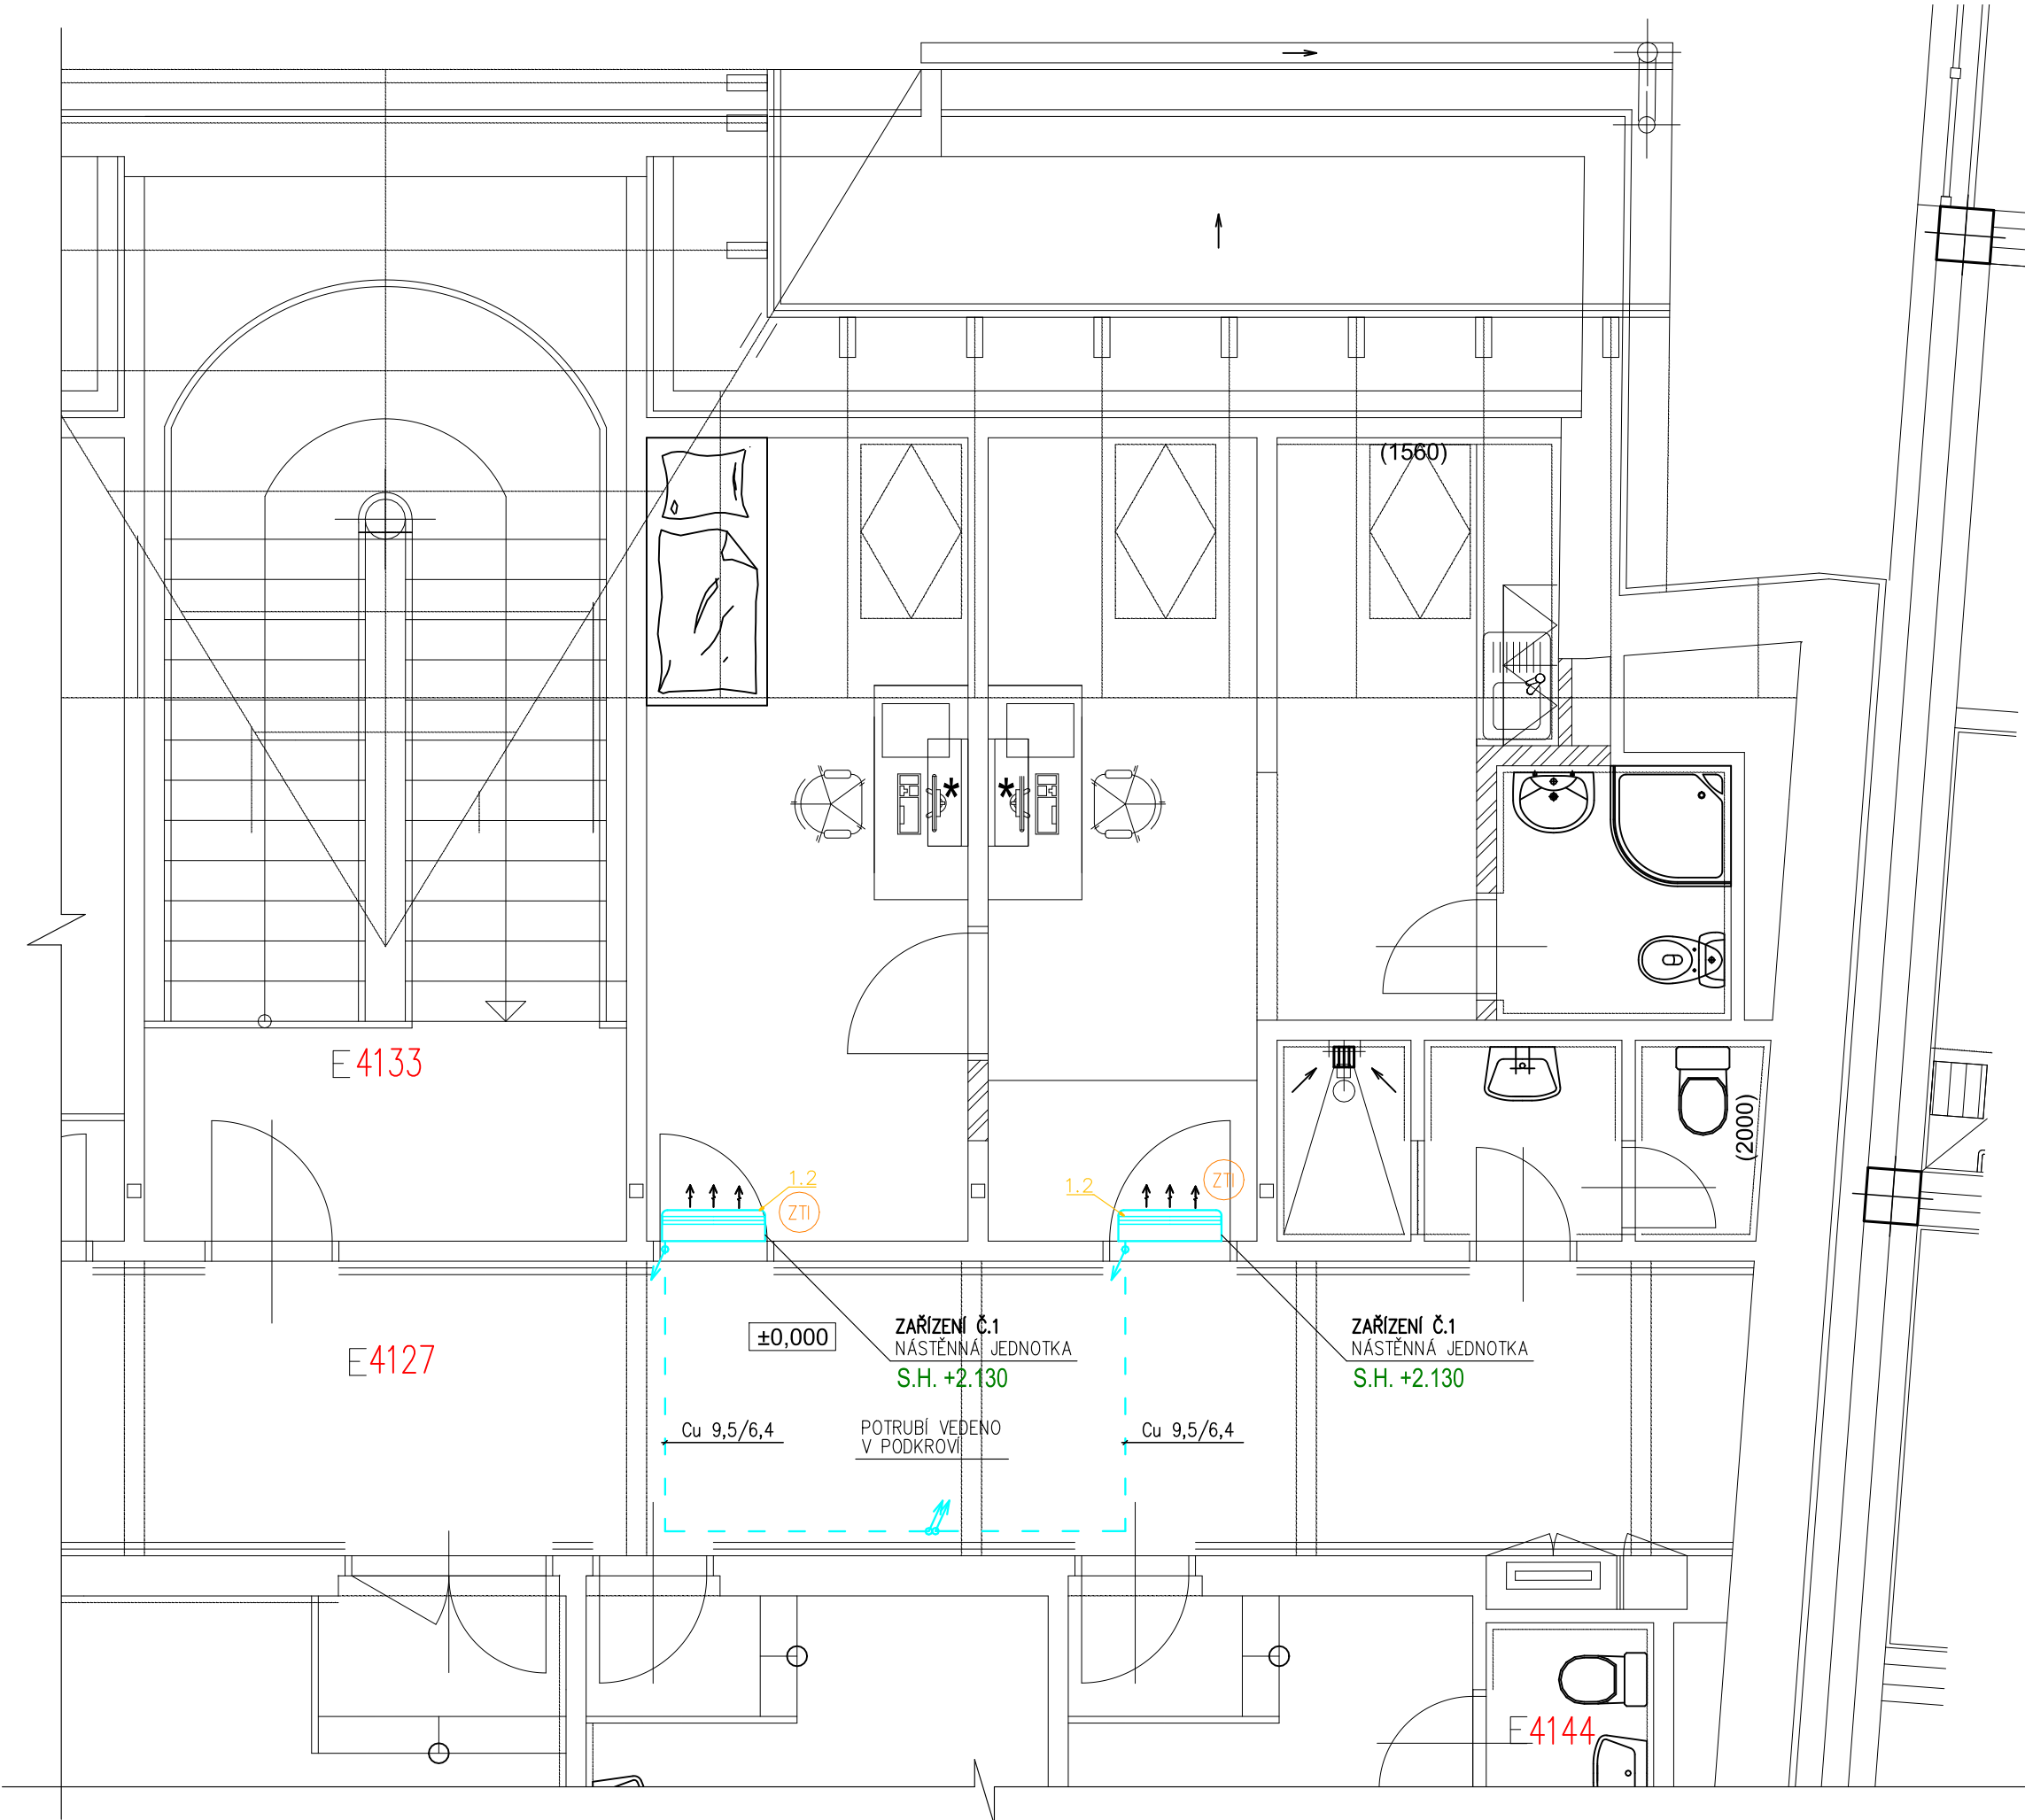 (1560)
*
*
E4133
(2000)
1.2
ZTI
1.2
ZTI
±0,000
ZAŘÍZENÍ Č.1
NÁSTĚNNÁ JEDNOTKA
S.H. +2.130
ZAŘÍZENÍ Č.1
NÁSTĚNNÁ JEDNOTKA
S.H. +2.130
E4127
Cu 9,5/6,4
POTRUBÍ VEDENO
V PODKROVÍ
Cu 9,5/6,4
E4144